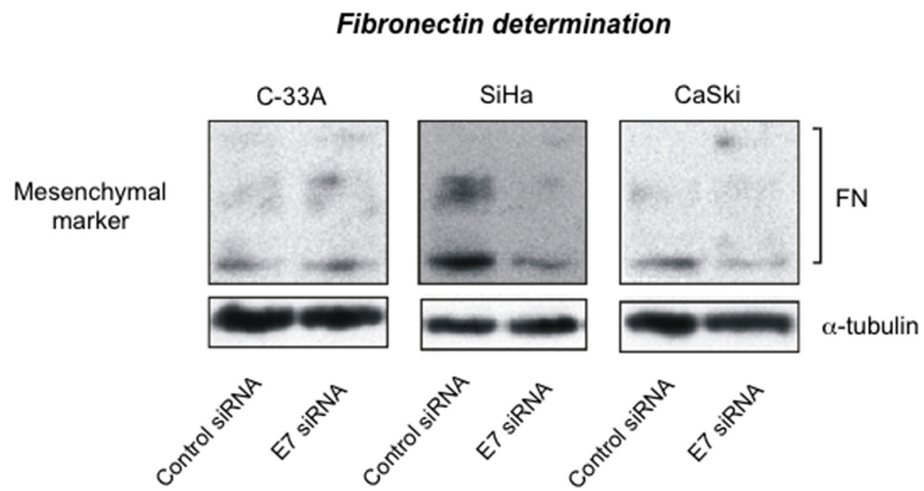 Fibronectin determination
C-33A
SiHa
CaSki
Mesenchymal
marker
FN
α-tubulin
Control siRNA
E7 siRNA
Control siRNA
E7 siRNA
Control siRNA
E7 siRNA